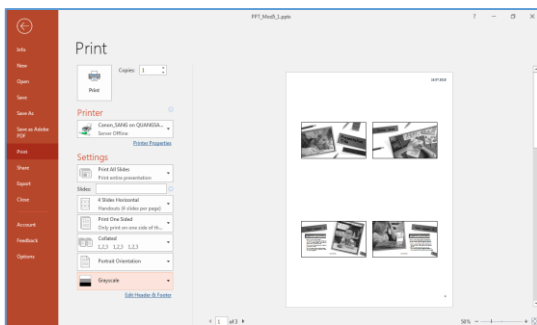 PPT_Mod5_1.pptx
?
Info
New
Open
Save
Save As
Save as Adobe
PDF
Print
Share
Export
Close
Account
Feedback
Options
Print
Print
Copies: 1
Printer
Server Offline
Printer Properties
Settings
Print All Slides
Print entire presentation
Slides:
4 Slides Horizontal
Handouts (4 slides per page)
Print One Sided
Only print on one side of th...
Collated
1,2,3 1,2,3 1,2,3
Portrait Orientation
Grayscale
Edit Header & Footer
1 of 3
50%